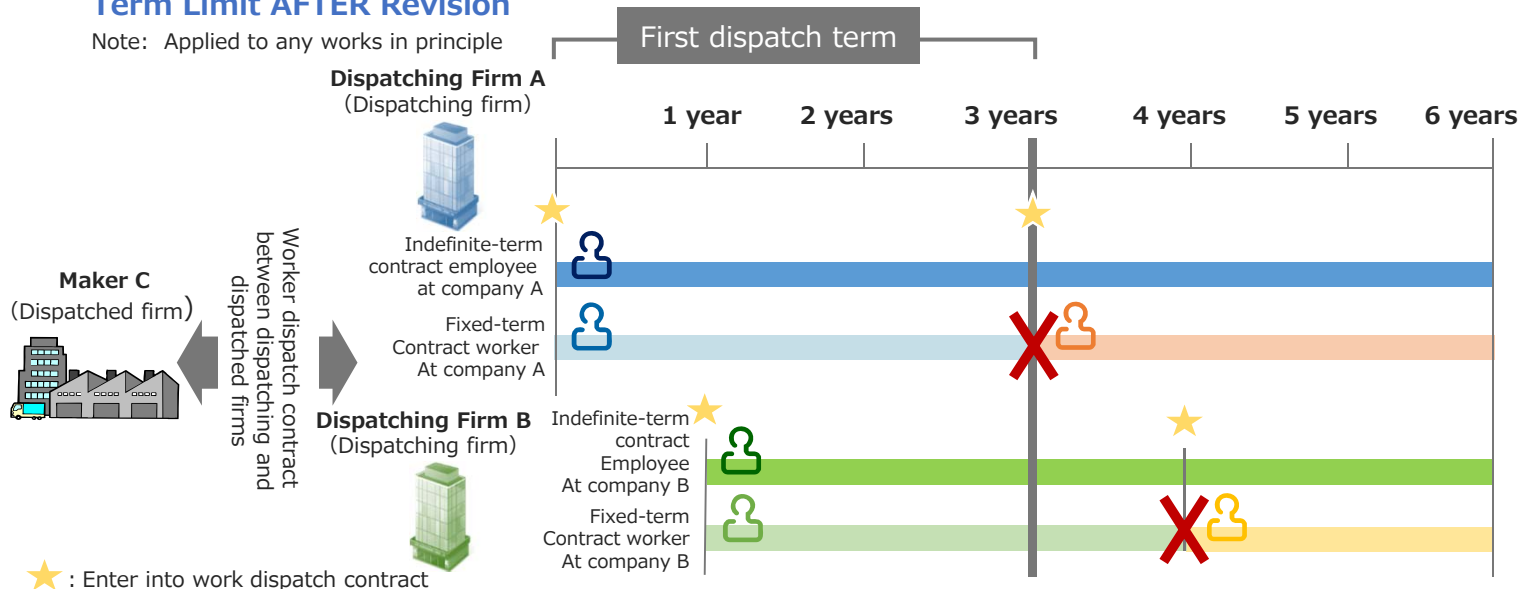 Term Limit AFTER Revision
Note: Applied to any works in principle
First dispatch term
Dispatching Firm A
(Dispatching firm)
1 year
2 years
3 years
4 years
5 years
6 years
Indefinite-term
contract employee
at company A
Fixed-term
Contract worker
At company A
Maker C
(Dispatched firm)
Worker dispatch contract
between dispatching and
dispatched firms
Dispatching Firm B
(Dispatching firm)
Indefinite-term
contract
Employee
At company B
Fixed-term
Contract worker
At company B
: Enter into work dispatch contract